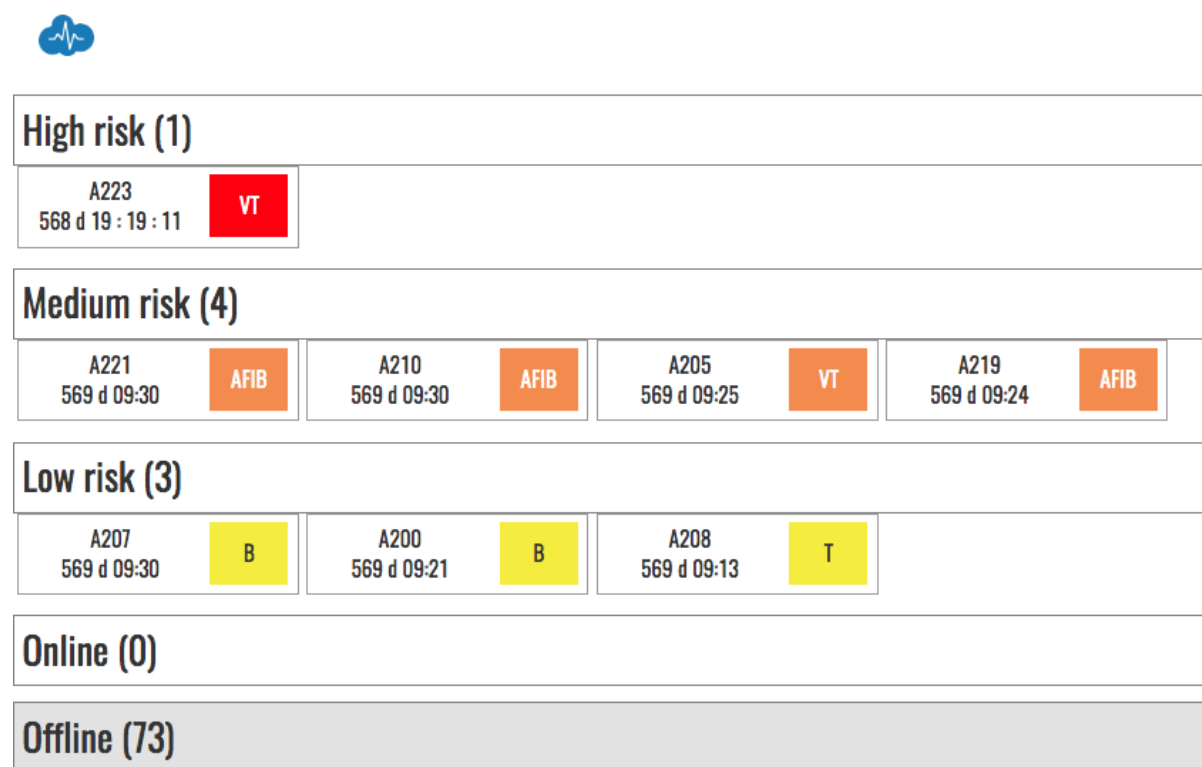 High risk (1)
A223
568 d 19 : 19 : 11
VT
Medium risk (4)
A221
569 d 09:30
AFIB
A210
569 d 09:30
AFIB
A205
569 d 09:25
VT
A219
569 d 09:24
AFIB
Low risk (3)
A207
569 d 09:30
B
A200
569 d 09:21
B
A208
569 d 09:13
T
Online (0)
Offline (73)